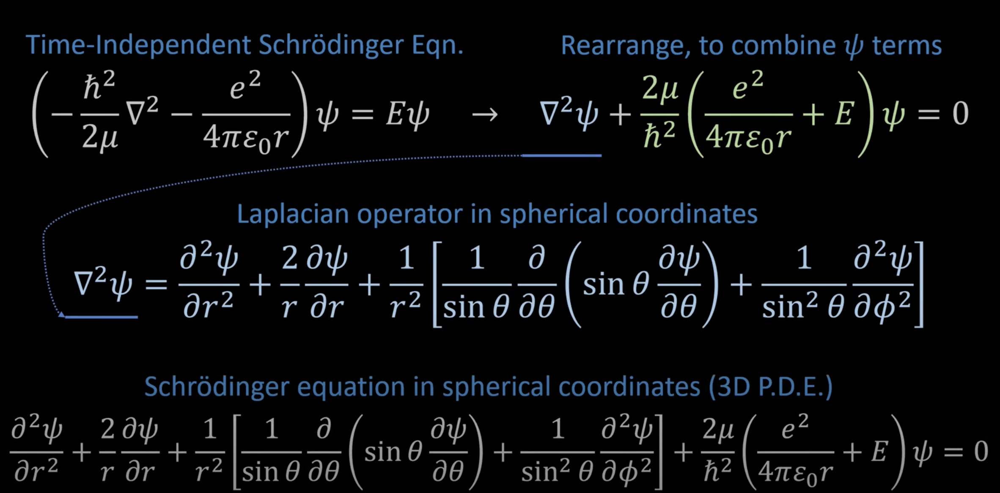 Time-Independent Schrödinger Eqn.
Rearrange, to combine ψ terms
(−ℏ²/2μ ∇² − e²/4πε₀r) ψ = Eψ → ∇²ψ + 2μ/ℏ² (e²/4πε₀r + E) ψ = 0
Laplacian operator in spherical coordinates
∇²ψ = ∂²ψ/∂r² + 2/r ∂ψ/∂r + 1/r² [1/sin θ ∂/∂θ (sin θ ∂ψ/∂θ) + 1/sin² θ ∂²ψ/∂ϕ²]
Schrödinger equation in spherical coordinates (3D P.D.E.)
∂²ψ/∂r² + 2/r ∂ψ/∂r + 1/r² [1/sin θ ∂/∂θ (sin θ ∂ψ/∂θ) + 1/sin² θ ∂²ψ/∂ϕ²] + 2μ/ℏ² (e²/4πε₀r + E) ψ = 0